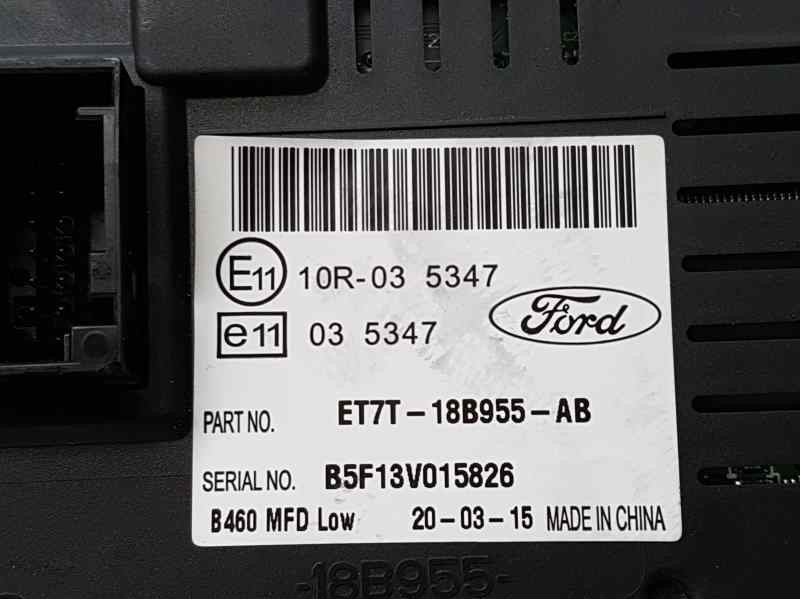 E11 10R-03 5347
e11 03 5347
Ford
PART NO. ET7T-18B955-AB
SERIAL NO. B5F13V015826
B460 MFD Low 20-03-15 MADE IN CHINA
-18B955-